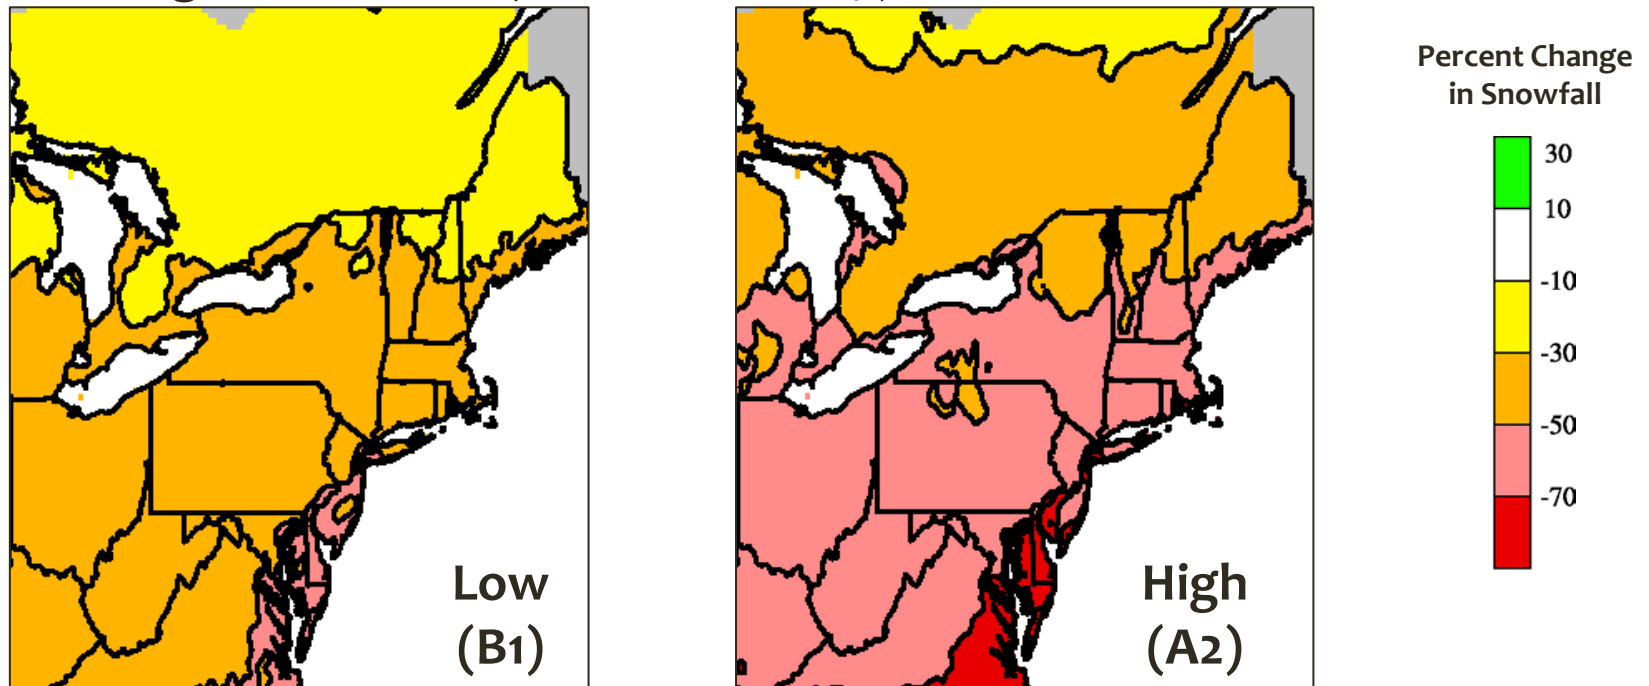 Percent Change
in Snowfall
30
10
-10
-30
-50
-70
Low
(B1)
High
(A2)